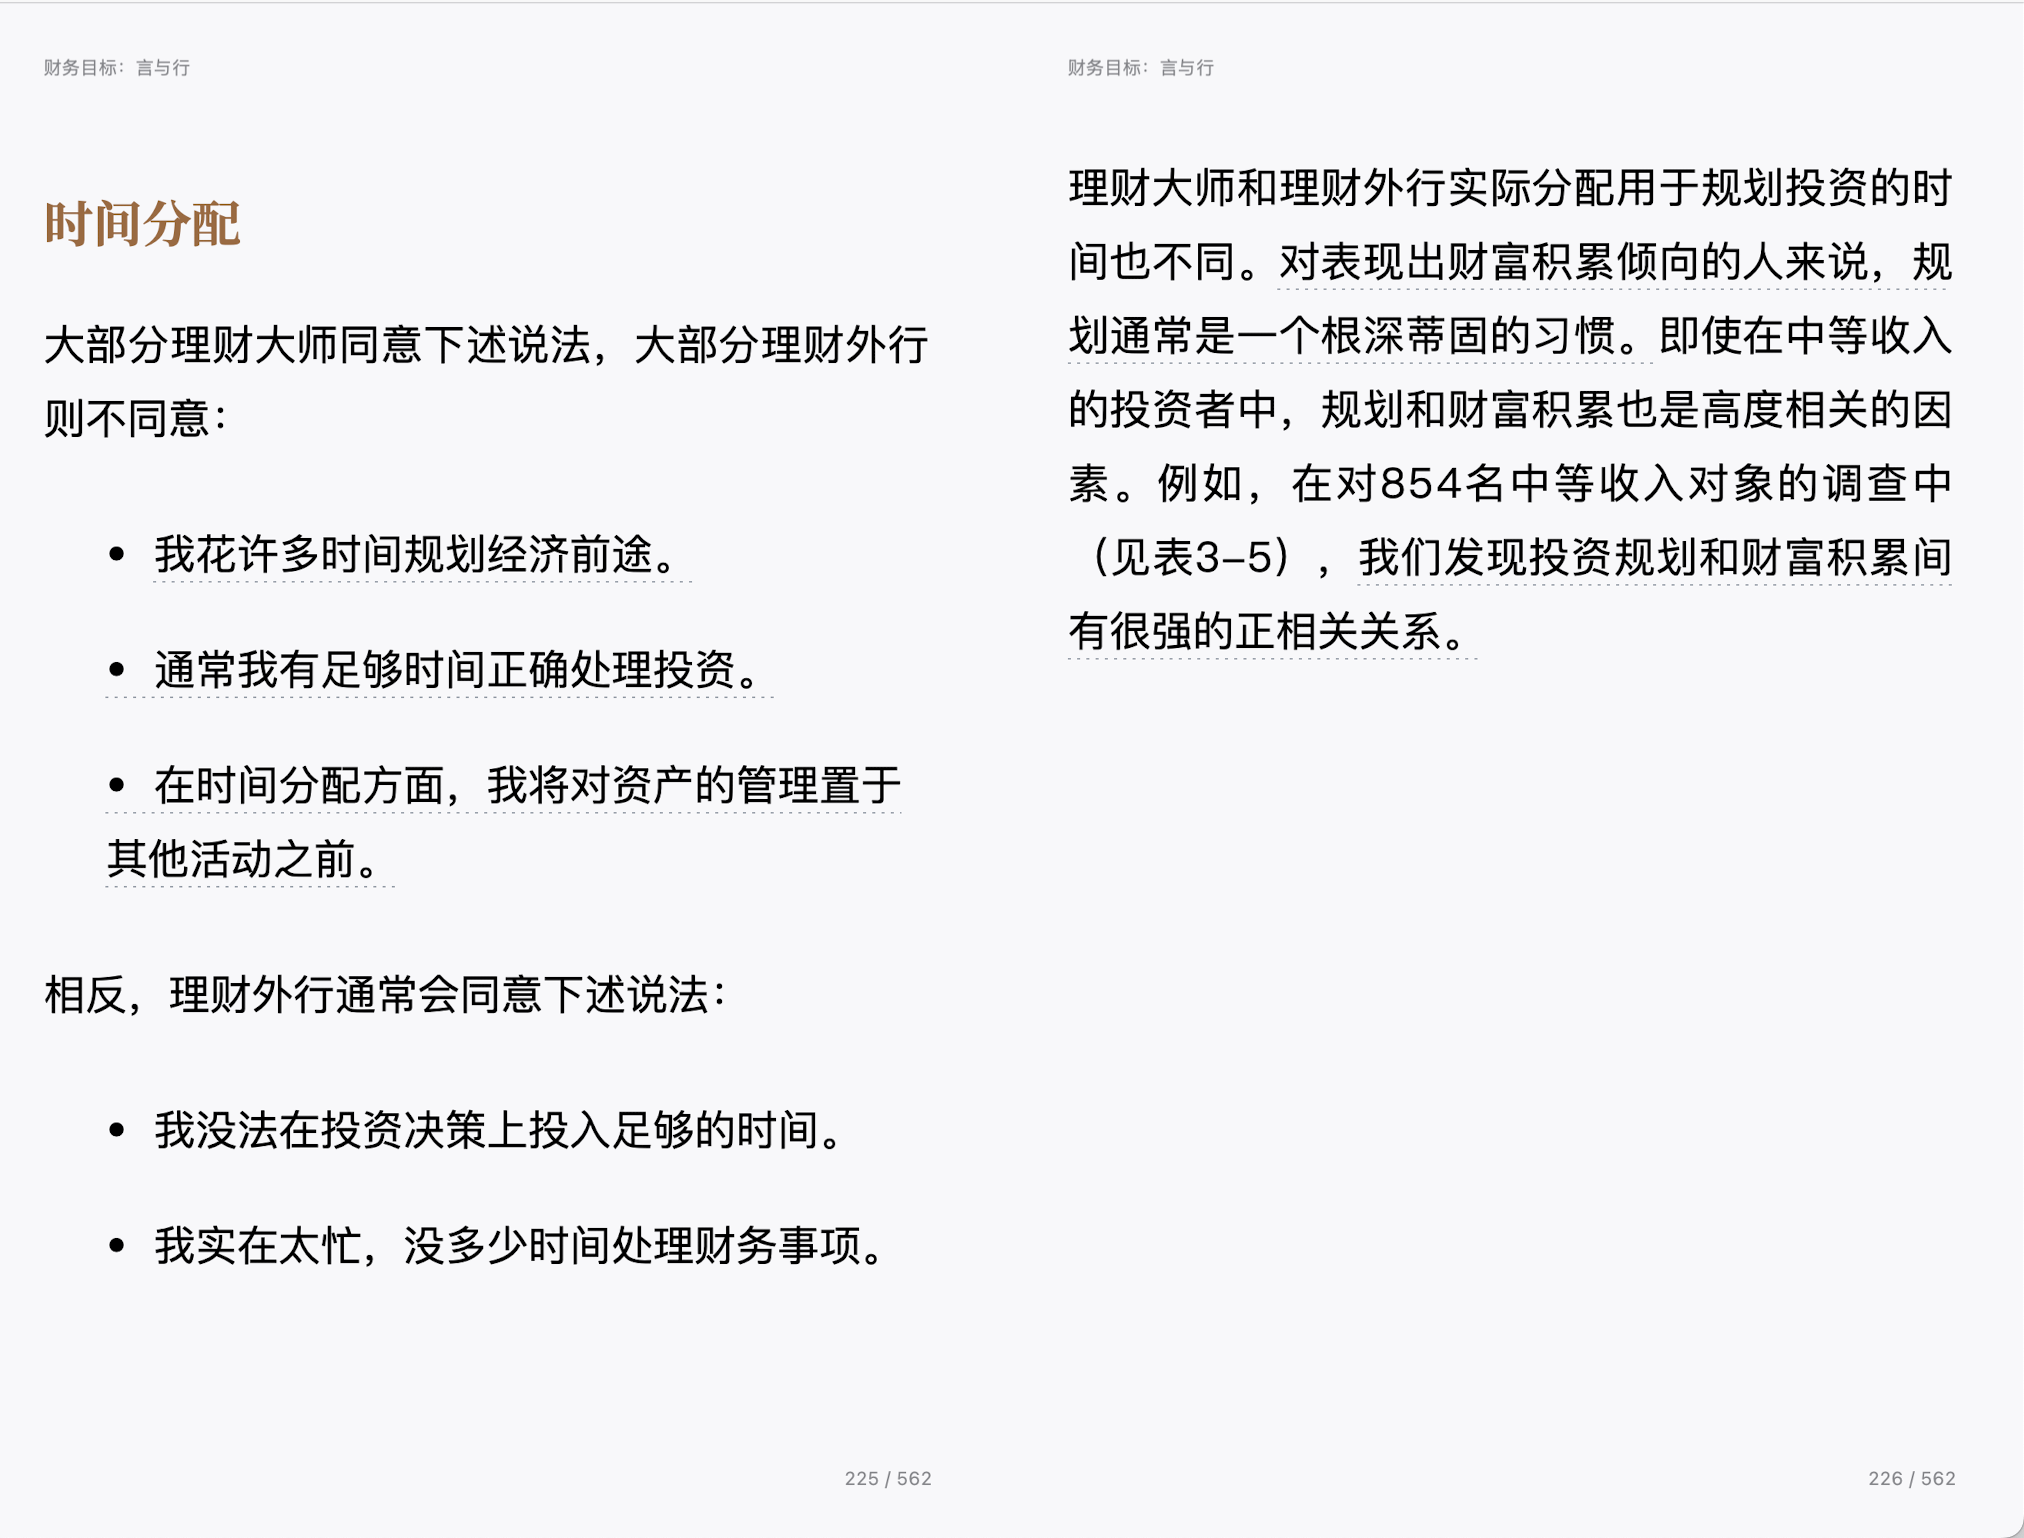 财务目标：言与行
时间分配
大部分理财大师同意下述说法，大部分理财外行
则不同意：
• 我花许多时间规划经济前途。
• 通常我有足够时间正确处理投资。
• 在时间分配方面，我将对资产的管理置于
其他活动之前。
相反，理财外行通常会同意下述说法：
• 我没法在投资决策上投入足够的时间。
• 我实在太忙，没多少时间处理财务事项。
225 / 562
财务目标：言与行
理财大师和理财外行实际分配用于规划投资的时
间也不同。对表现出财富积累倾向的人来说，规
划通常是一个根深蒂固的习惯。即使在中等收入
的投资者中，规划和财富积累也是高度相关的因
素。例如，在对854名中等收入对象的调查中
（见表3–5），我们发现投资规划和财富积累间
有很强的正相关关系。
226 / 562